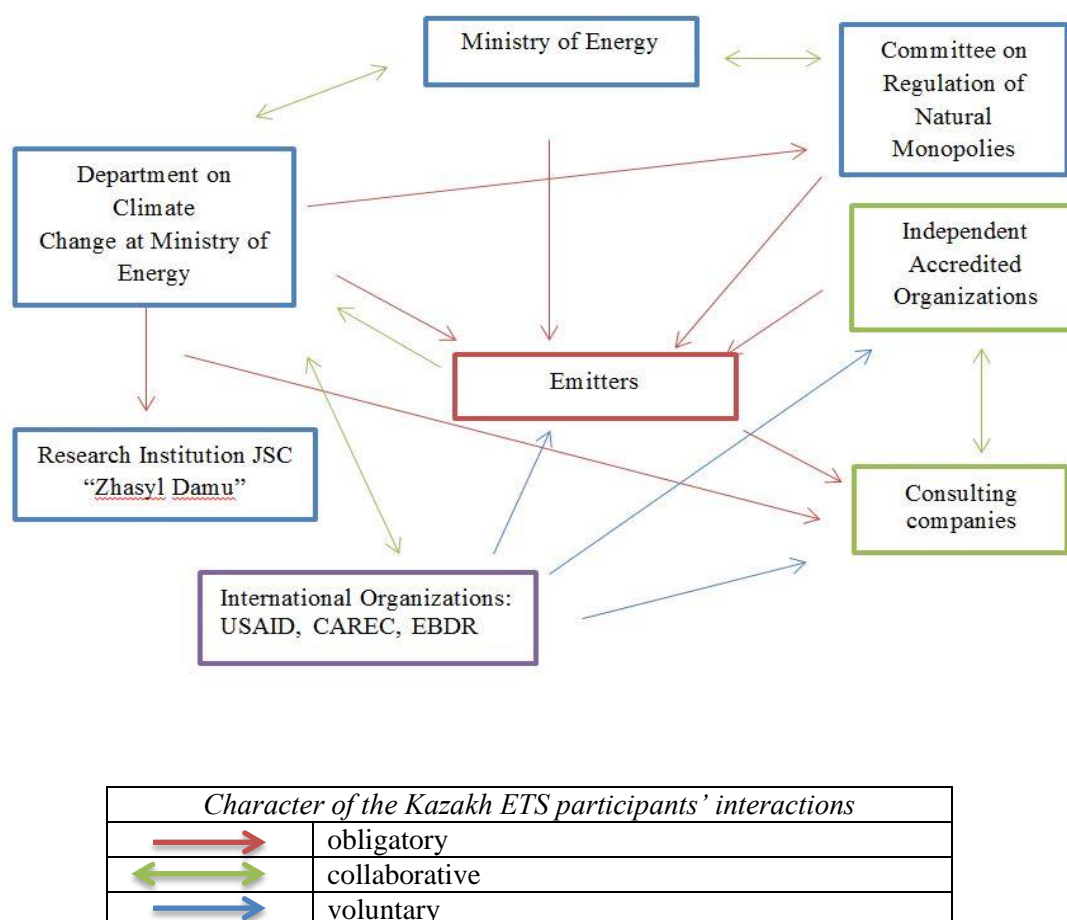 Ministry of Energy
Committee on
Regulation of
Natural
Monopolies
Department on
Climate
Change at Ministry of
Energy
Independent
Accredited
Organizations
Emitters
Research Institution JSC
“Zhasyl Damu”
Consulting
companies
International Organizations:
USAID, CAREC, EBDR
Character of the Kazakh ETS participants’ interactions
obligatory
collaborative
voluntary